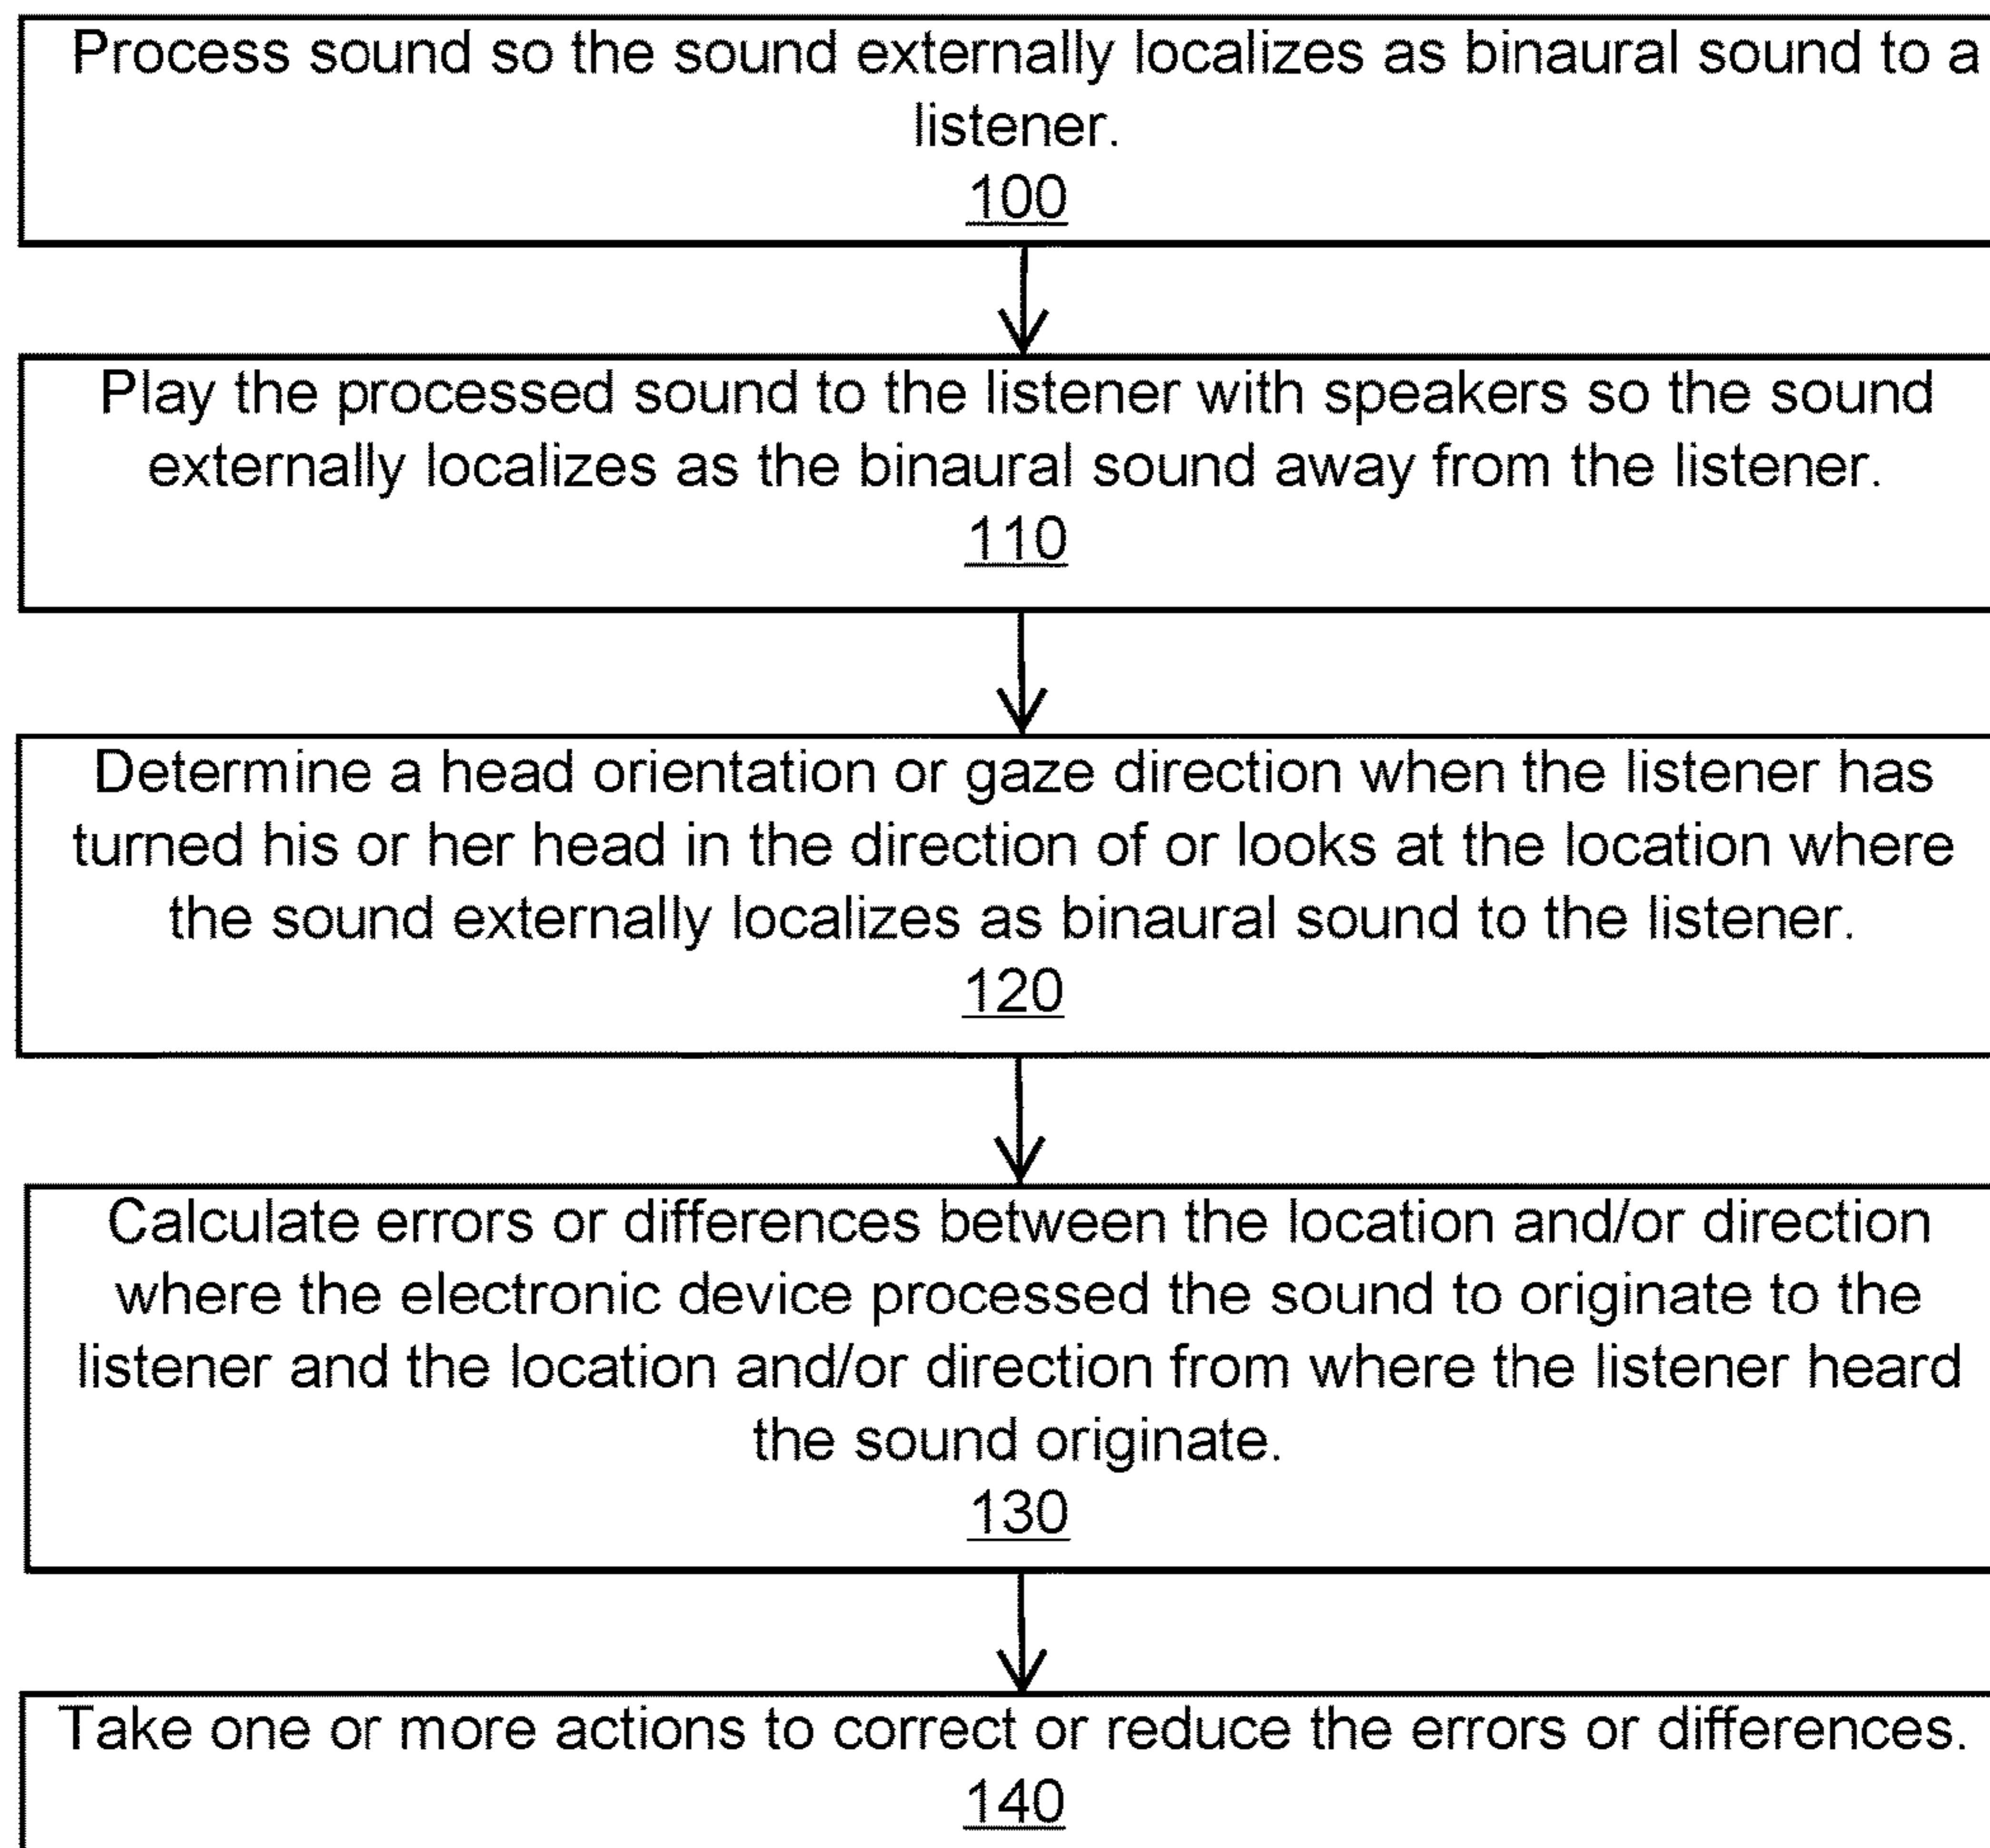 Process sound so the sound externally localizes as binaural sound to a
listener.
100
Play the processed sound to the listener with speakers so the sound
externally localizes as the binaural sound away from the listener.
110
Determine a head orientation or gaze direction when the listener has
turned his or her head in the direction of or looks at the location where
the sound externally localizes as binaural sound to the listener.
120
Calculate errors or differences between the location and/or direction
where the electronic device processed the sound to originate to the
listener and the location and/or direction from where the listener heard
the sound originate.
130
Take one or more actions to correct or reduce the errors or differences.
140